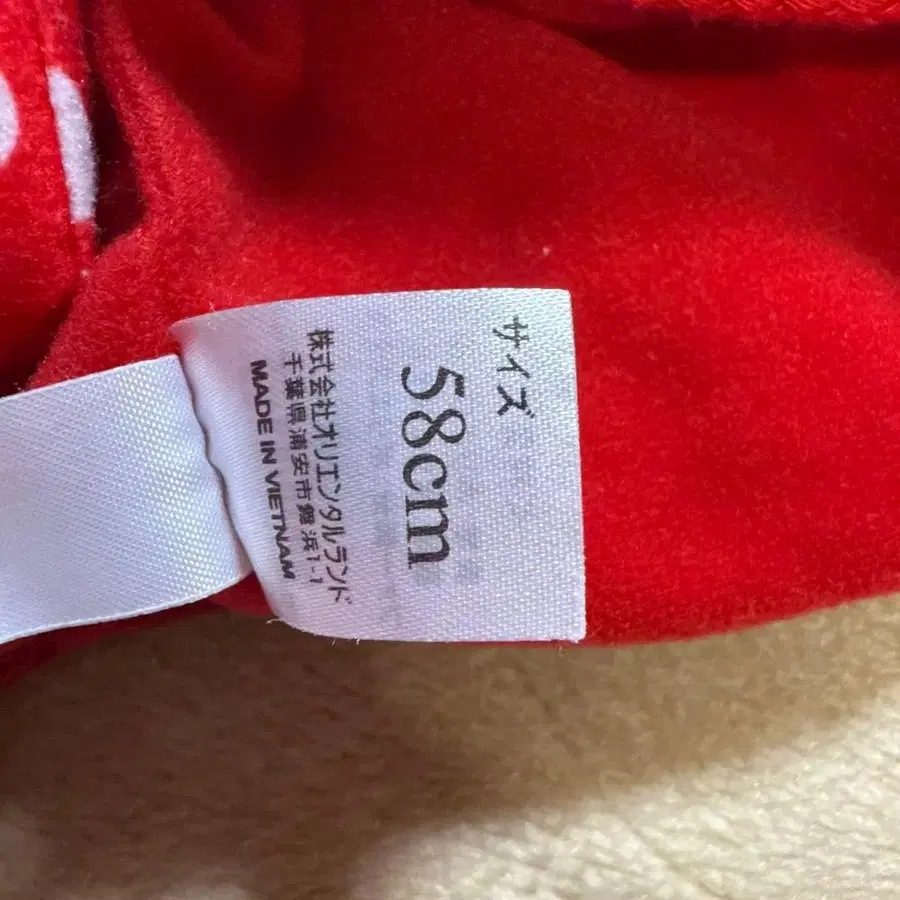 サイズ
58cm
株式会社オリエンタルランド
千葉県浦安市舞浜1-1
MADE IN VIETNAM